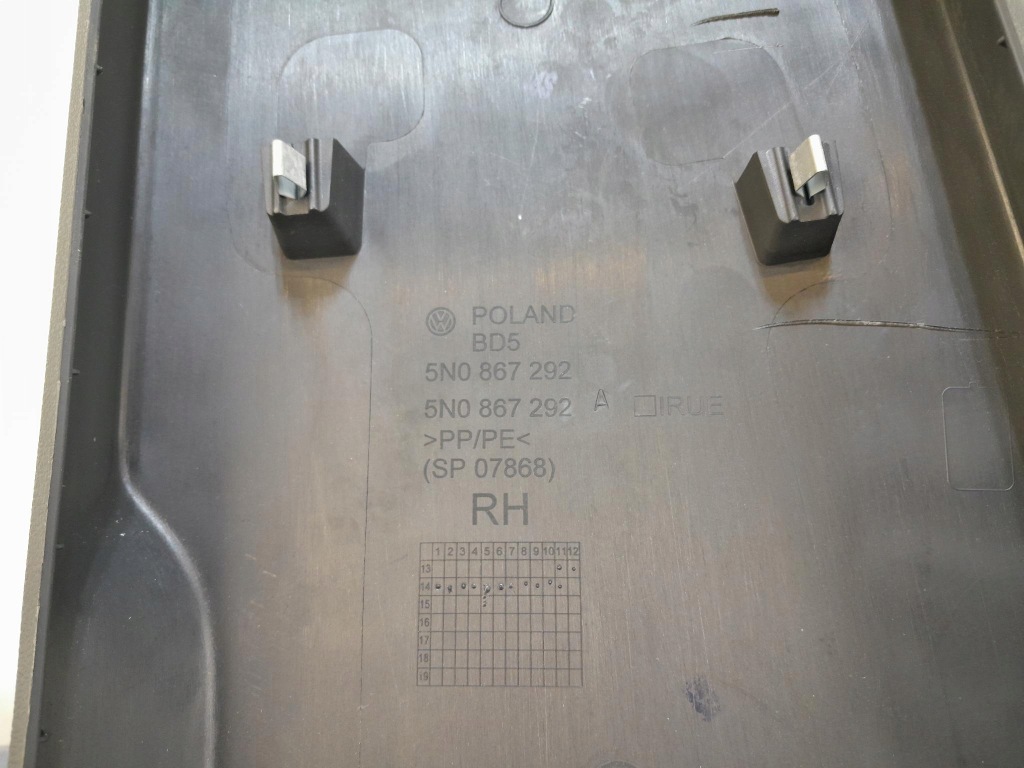 POLAND
BD5
5N0 867 292
5N0 867 292 A
>PP/PE<
(SP 07868)
RH
1 2 3 4 5 6 7 8 9 10 11 12
13
14
15
16
17
18
19